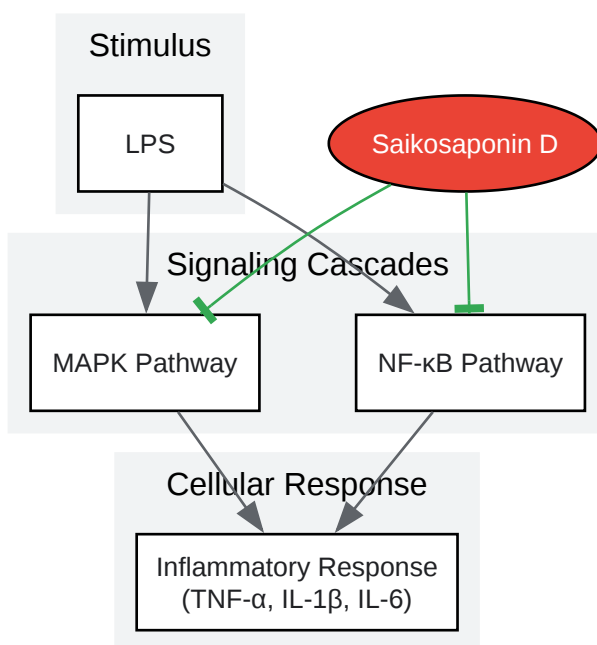 Stimulus
LPS
Saikosaponin D
Signaling Cascades
MAPK Pathway
NF-κB Pathway
Cellular Response
Inflammatory Response
(TNF-α, IL-1β, IL-6)